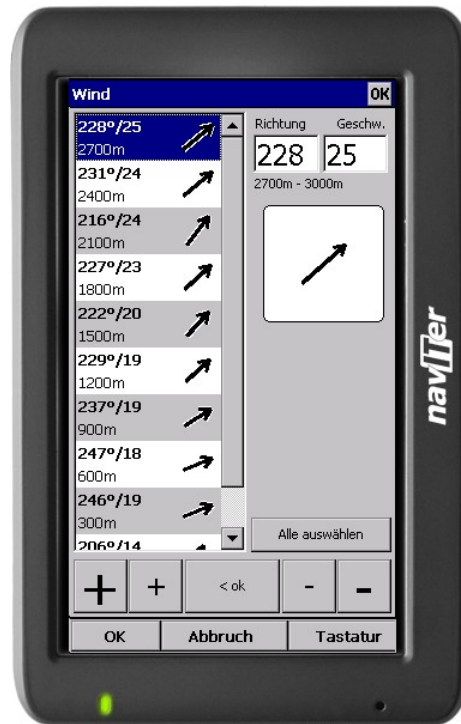 Wind
OK
228°/25
2700m
231°/24
2400m
216°/24
2100m
227°/23
1800m
222°/20
1500m
229°/19
1200m
237°/19
900m
247°/18
600m
246°/19
300m
206°/14
Richtung Geschw.
228 25
2700m - 3000m
Alle auswählen
+ + < ok - -
OK Abbruch Tastatur
naviter